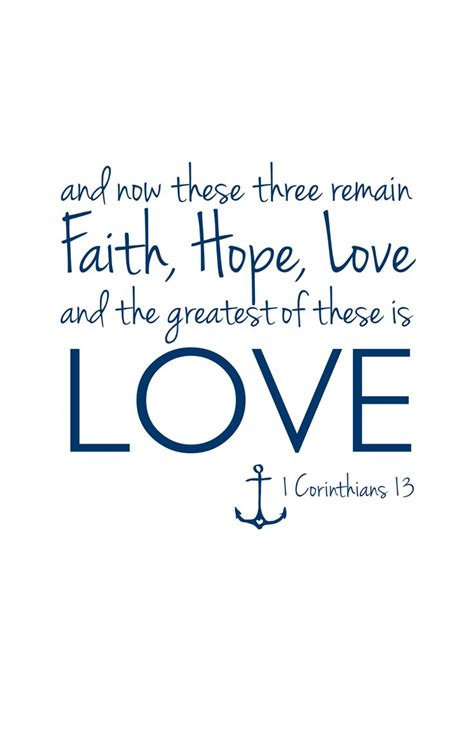 and now these three remain
Faith, Hope, Love
and the greatest of these is
LOVE
1 Corinthians 13